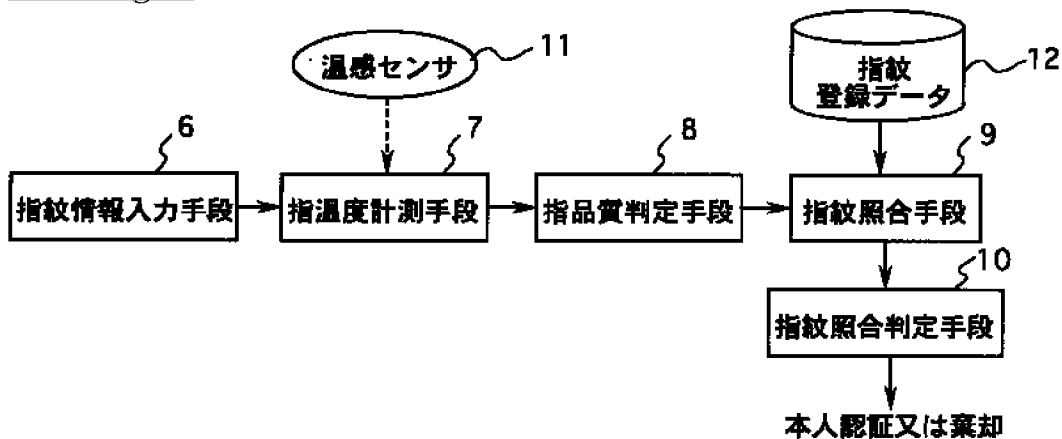 温感センサ
11
指紋
登録データ
12
6
7
8
9
指紋情報入力手段
指温度計測手段
指品質判定手段
指紋照合手段
10
指紋照合判定手段
本人認証又は棄却